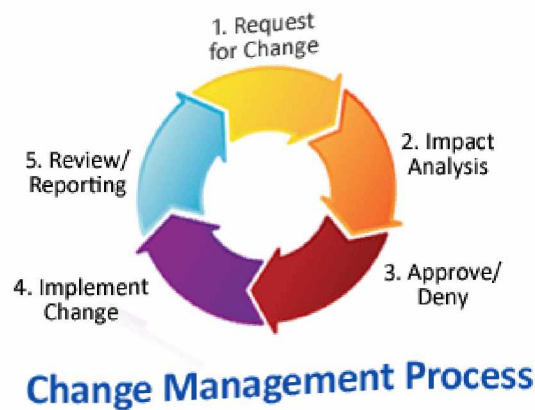 1. Request
for Change
2. Impact
Analysis
3. Approve/
Deny
4. Implement
Change
5. Review/
Reporting
Change Management Process